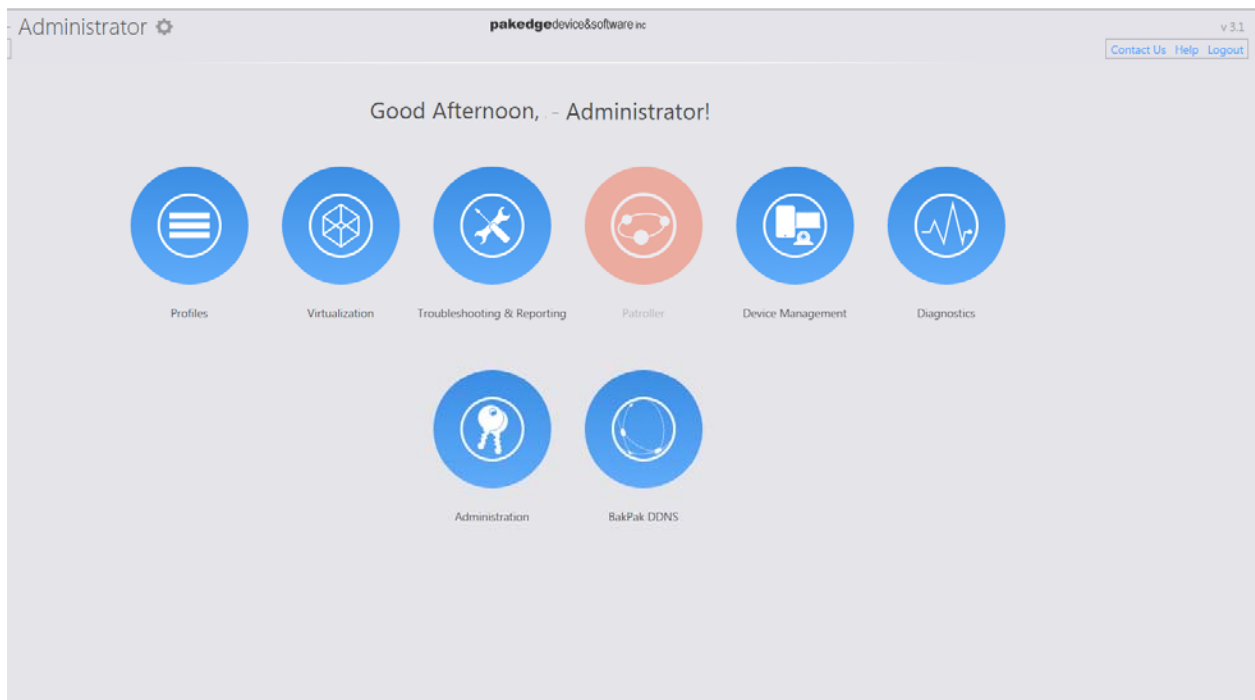 - Administrator
pakedgedevice&software inc
v 3.1
Contact Us Help Logout
Good Afternoon, - Administrator!
Profiles
Virtualization
Troubleshooting & Reporting
Patroller
Device Management
Diagnostics
Administration
BakPak DDNS